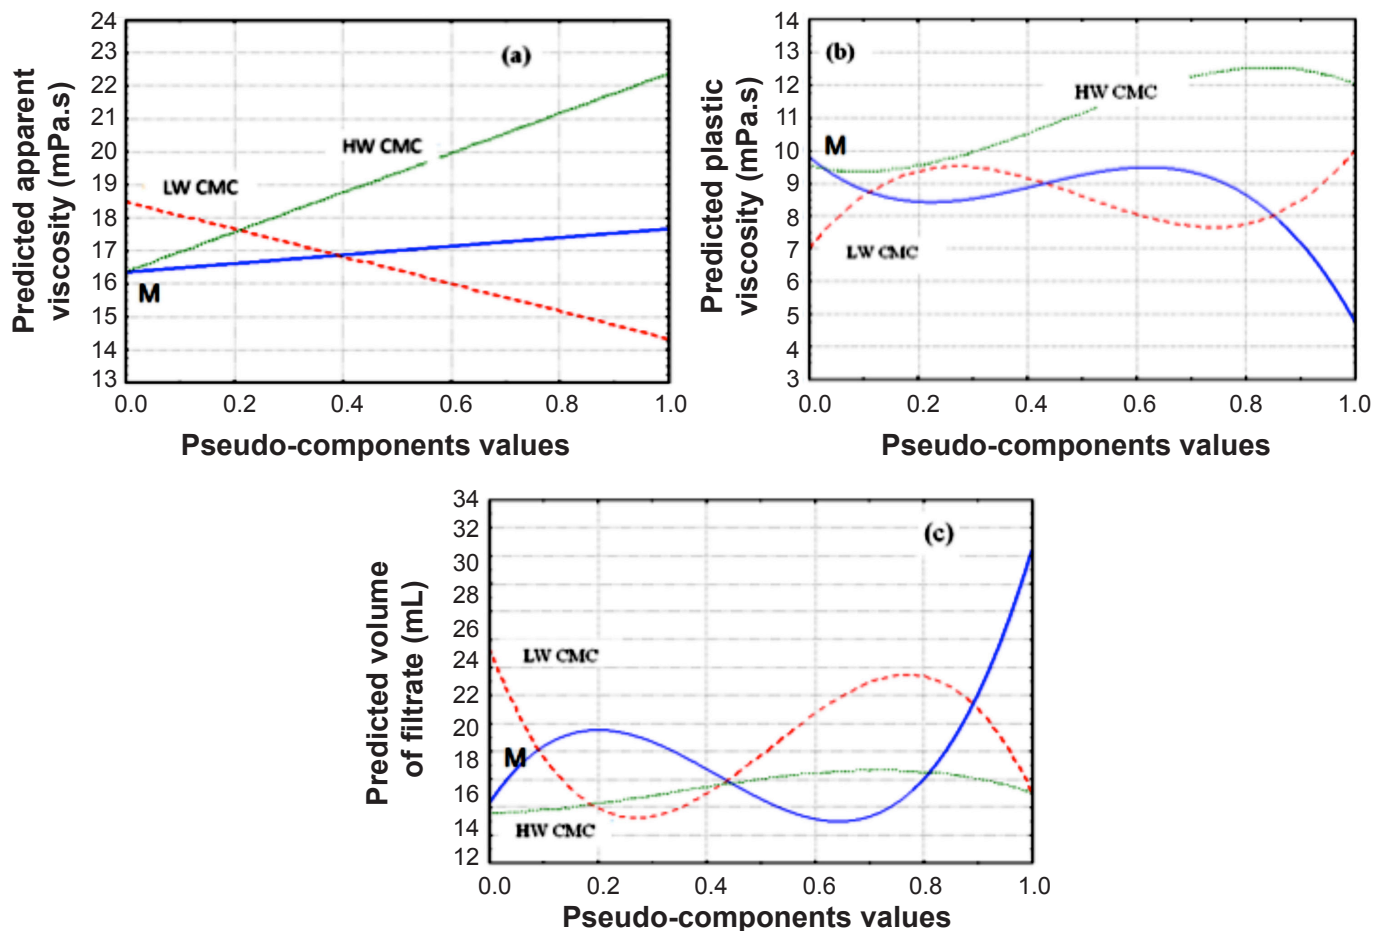 Predicted apparent
viscosity (mPa.s)
24
23
22
21
20
19
18
17
16
15
14
13
(a)
HW CMC
LW CMC
M
0.0 0.2 0.4 0.6 0.8 1.0
Pseudo-components values
Predicted plastic
viscosity (mPa.s)
14
13
12
11
10
9
8
7
6
5
4
3
(b)
HW CMC
M
LW CMC
0.0 0.2 0.4 0.6 0.8 1.0
Pseudo-components values
Predicted volume
of filtrate (mL)
34
32
30
28
26
24
22
20
18
16
14
12
(c)
LW CMC
M
HW CMC
0.0 0.2 0.4 0.6 0.8 1.0
Pseudo-components values